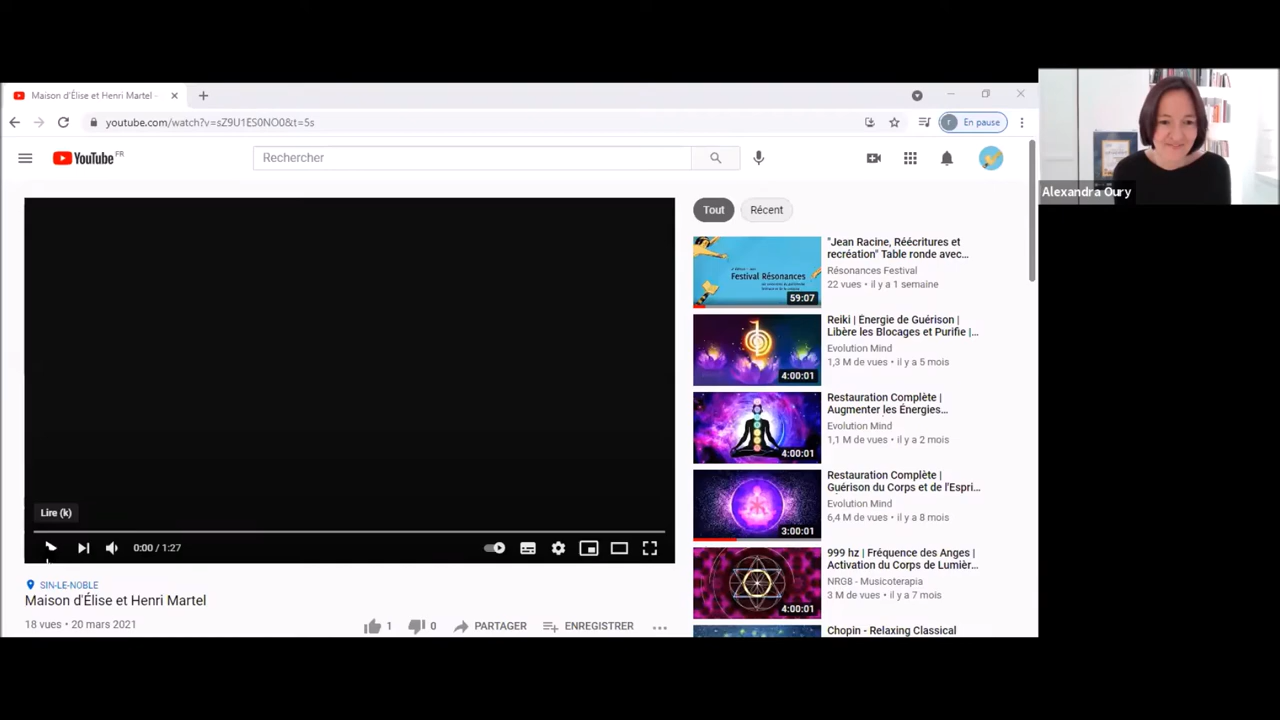 Maison d'Élise et Henri Martel -
youtube.com/watch?v=sZ9U1ES0NO0&t=5s
r
En pause
YouTube FR
Rechercher
Alexandra Oury
Tout
Récent
Festival Résonances
59:07
"Jean Racine, Réécritures et
recréation" Table ronde avec...
Résonances Festival
22 vues • il y a 1 semaine
4:00:01
Reiki | Énergie de Guérison |
Libère les Blocages et Purifie |...
Evolution Mind
1,3 M de vues • il y a 5 mois
4:00:01
Restauration Complète |
Augmenter les Énergies...
Evolution Mind
1,1 M de vues • il y a 2 mois
3:00:01
Restauration Complète |
Guérison du Corps et de l'Espri...
Evolution Mind
6,4 M de vues • il y a 8 mois
4:00:01
999 hz | Fréquence des Anges |
Activation du Corps de Lumièr...
NRG8 - Musicoterapia
3 M de vues • il y a 7 mois
Chopin - Relaxing Classical
Lire (k)
0:00 / 1:27
SIN-LE-NOBLE
Maison d'Élise et Henri Martel
18 vues • 20 mars 2021
1
0
PARTAGER
ENREGISTRER